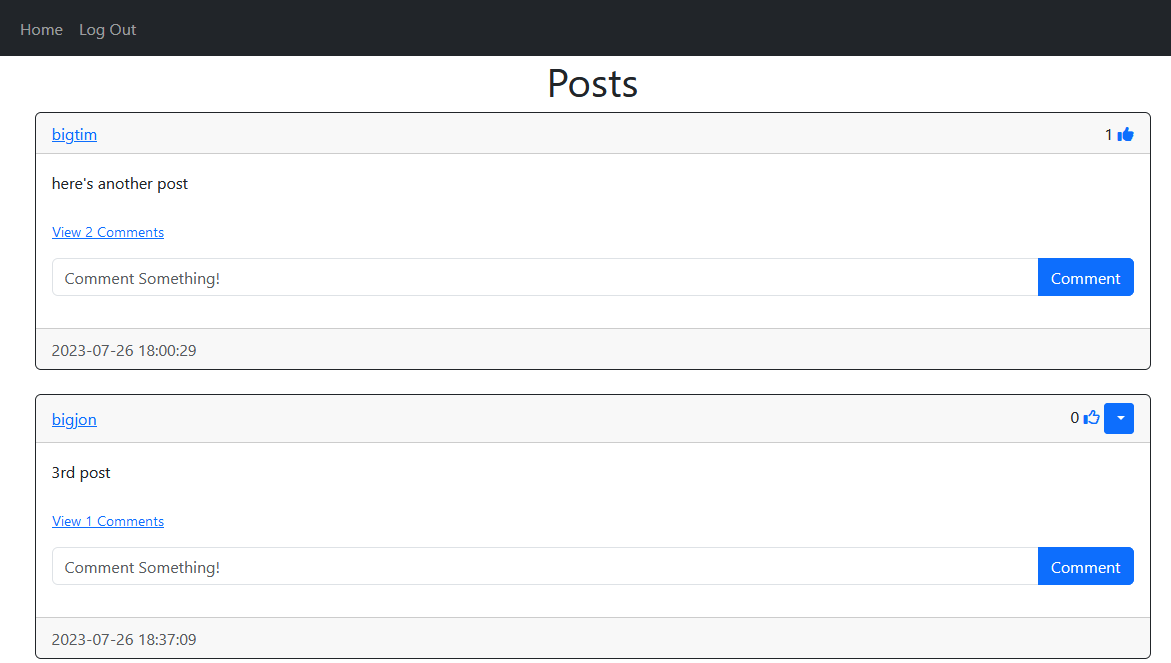 Home Log Out
Posts
bigtim 1
here's another post
View 2 Comments
Comment Something! Comment
2023-07-26 18:00:29
bigjon 0
3rd post
View 1 Comments
Comment Something! Comment
2023-07-26 18:37:09